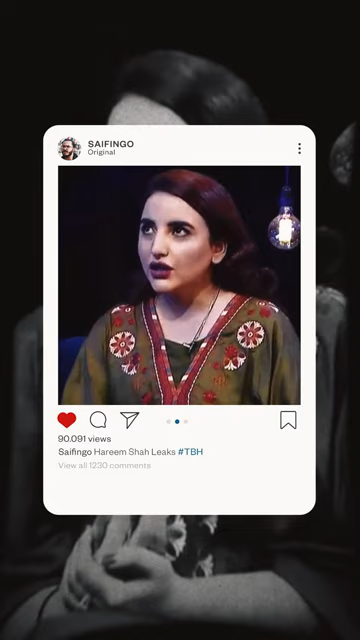 SAIFINGO
Original
90.091 views
Saifingo Hareem Shah Leaks #TBH
View all 1230 comments